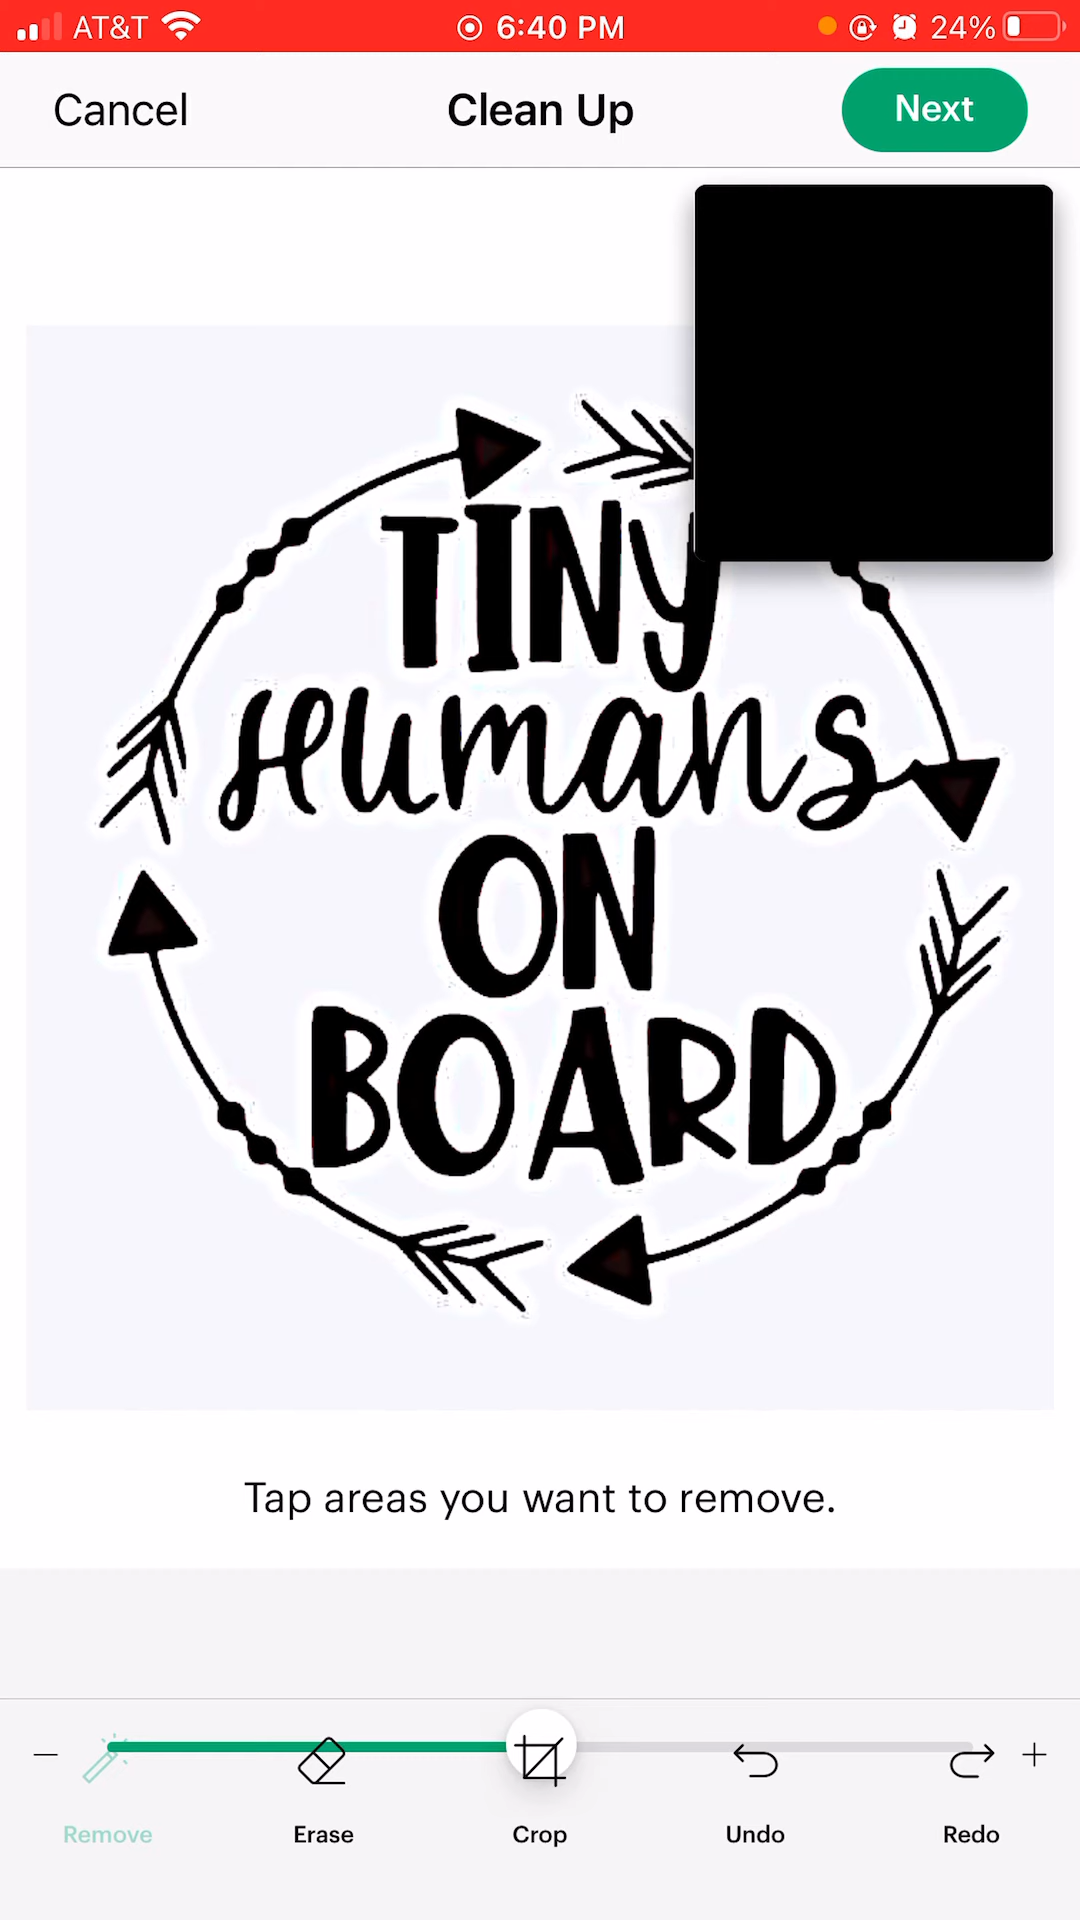 AT&T 6:40 PM 24%
Cancel Clean Up Next
TINY
Humans
ON
BOARD
Tap areas you want to remove.
Remove Erase Crop Undo Redo